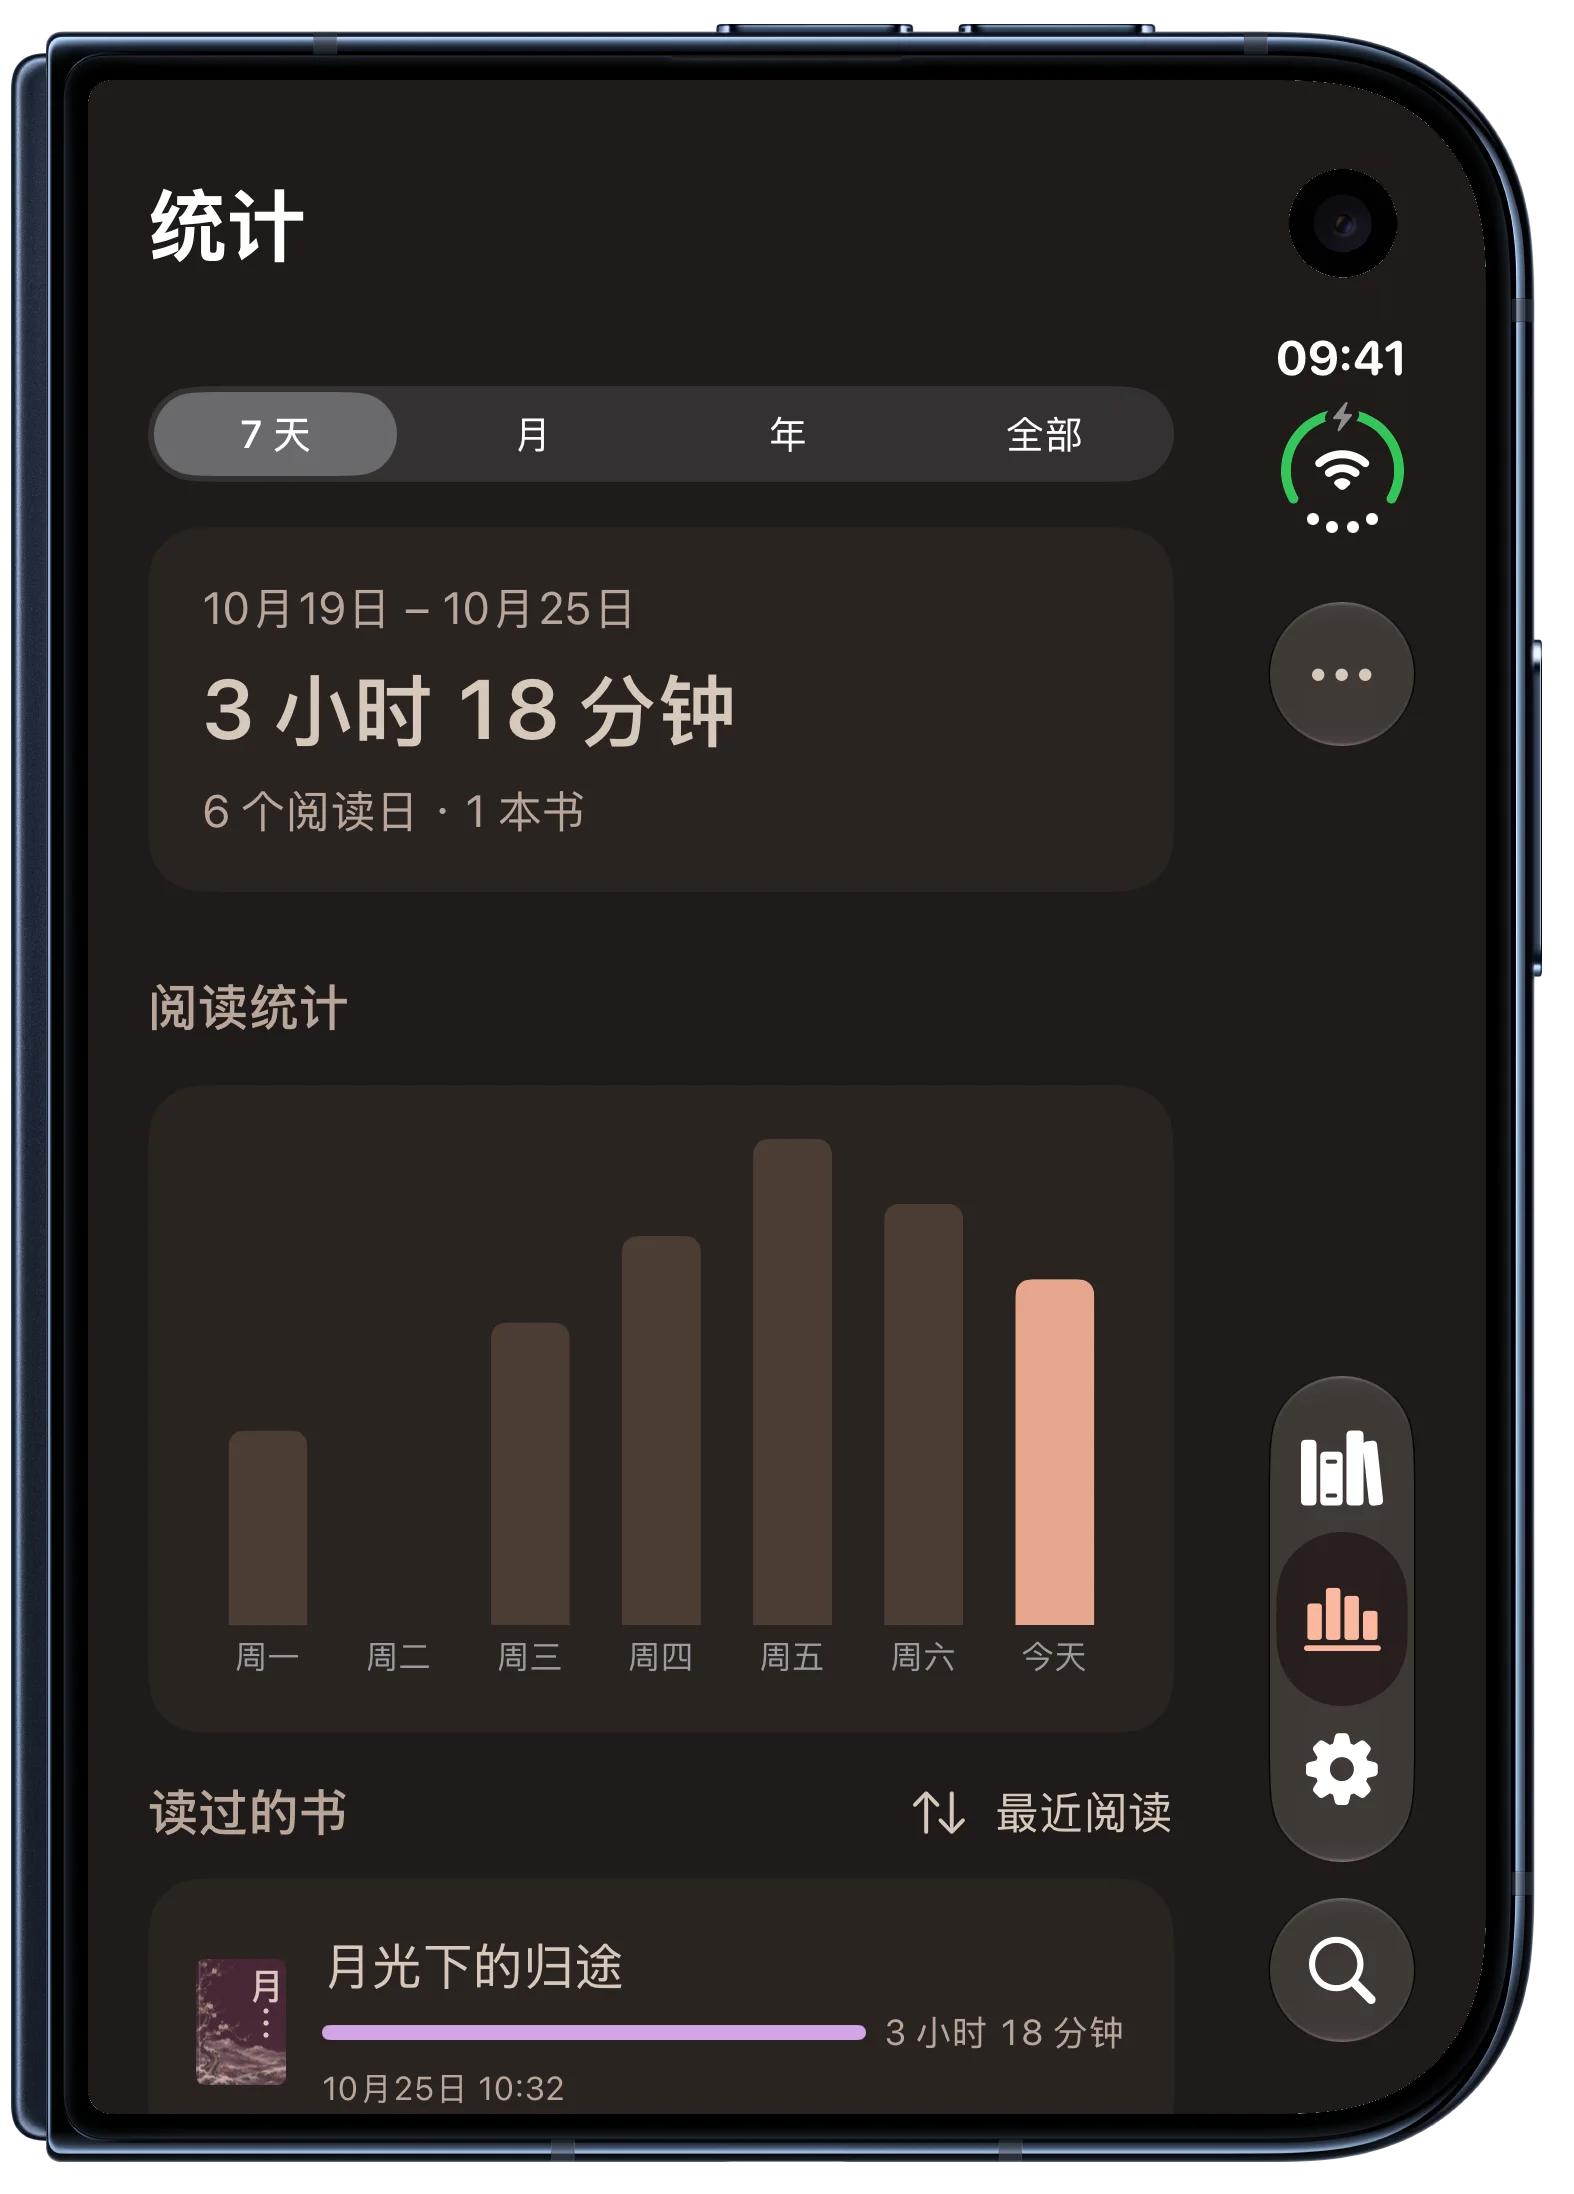 统计
09:41
7 天
月
年
全部
10月19日 – 10月25日
3 小时 18 分钟
6 个阅读日 · 1 本书
阅读统计
周一
周二
周三
周四
周五
周六
今天
读过的书
最近阅读
月…
月光下的归途
3 小时 18 分钟
10月25日 10:32